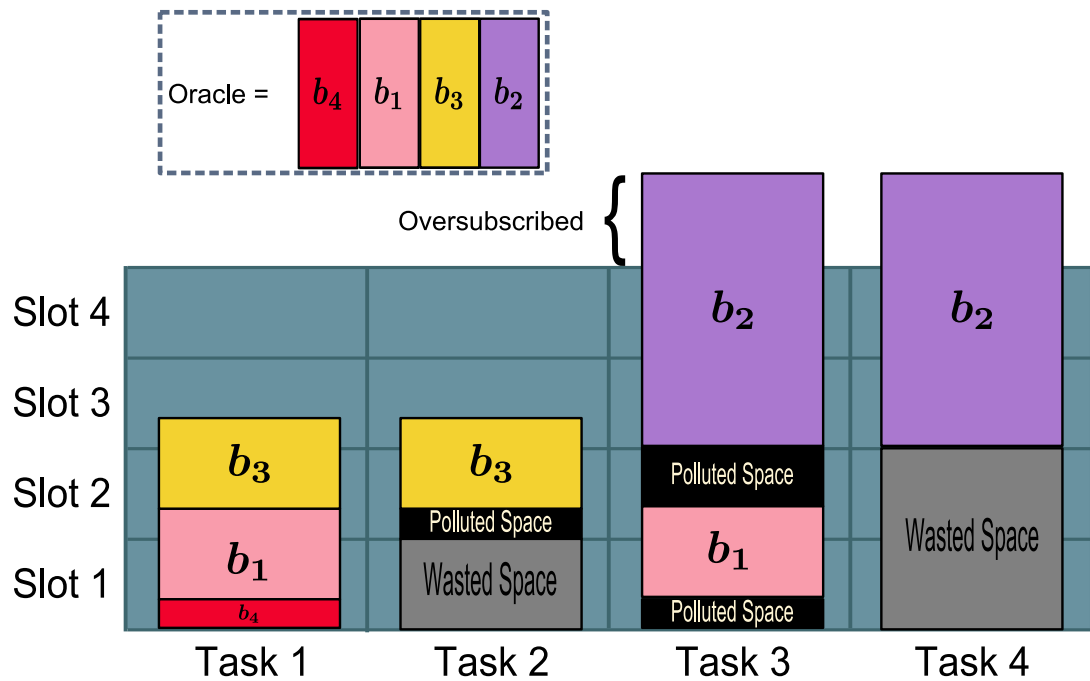 Oracle =
b4 b1 b3 b2
Oversubscribed
Slot 4
b2 b2
Slot 3
b3 b3
Polluted Space
Slot 2
Polluted Space
Wasted Space
b1 b1
Slot 1
Wasted Space
b4
Polluted Space
Task 1 Task 2 Task 3 Task 4